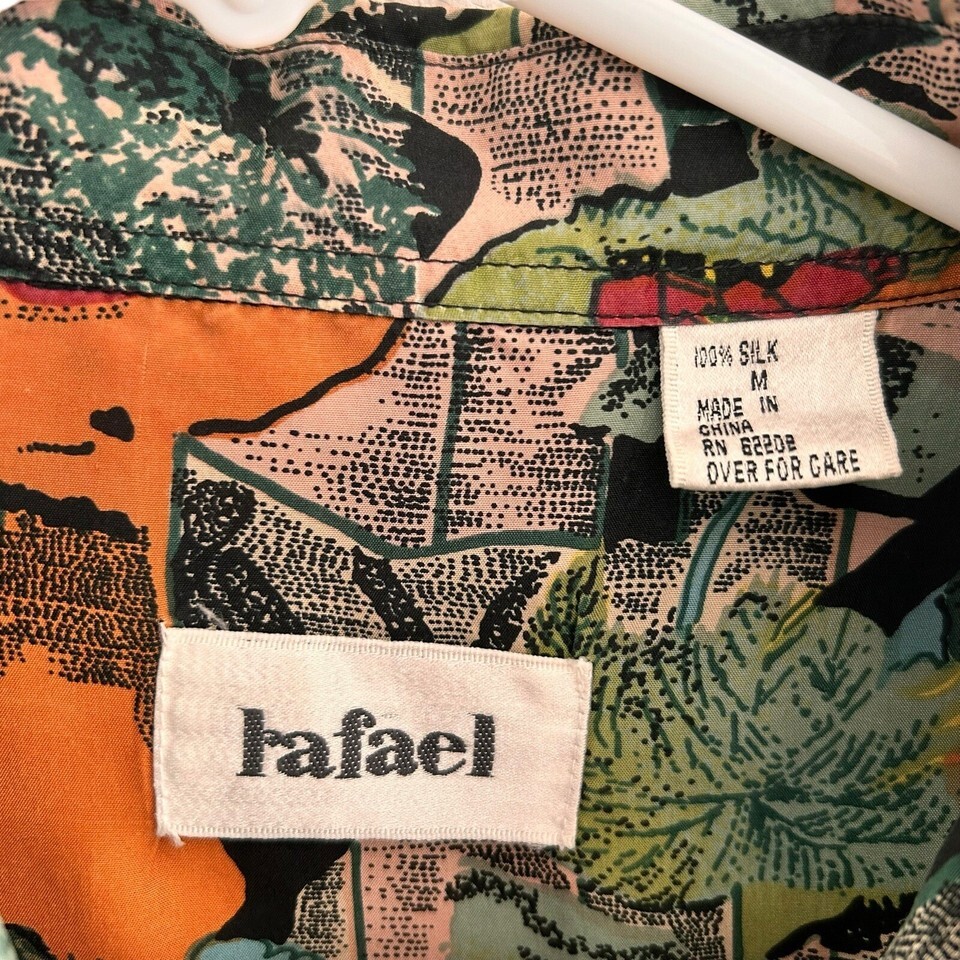 100% SILK
M
MADE IN
CHINA
RN 62208
OVER FOR CARE
rafael